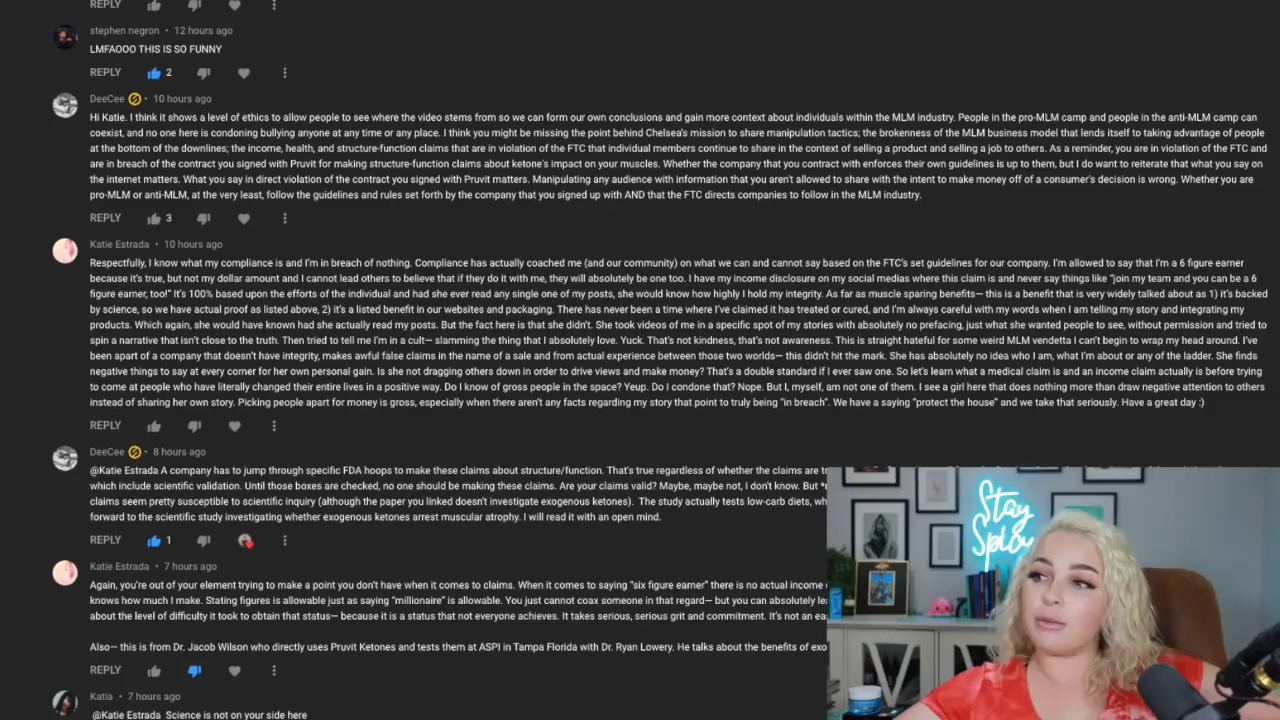 REPLY
stephen negron • 12 hours ago
LMFAOOO THIS IS SO FUNNY
REPLY 2
DeeCee • 10 hours ago
Hi Katie. I think it shows a level of ethics to allow people to see where the video stems from so we can form our own conclusions and gain more context about individuals within the MLM industry. People in the pro-MLM camp and people in the anti-MLM camp can
coexist, and no one here is condoning bullying anyone at any time or any place. I think you might be missing the point behind Chelsea's mission to share manipulation tactics; the brokenness of the MLM business model that lends itself to taking advantage of people
at the bottom of the downlines; the income, health, and structure-function claims that are in violation of the FTC that individual members continue to share in the context of selling a product and selling a job to others. As a reminder, you are in violation of the FTC and
are in breach of the contract you signed with Pruvit for making structure-function claims about ketone's impact on your muscles. Whether the company that you contract with enforces their own guidelines is up to them, but I do want to reiterate that what you say on
the internet matters. What you say in direct violation of the contract you signed with Pruvit matters. Manipulating any audience with information that you aren't allowed to share with the intent to make money off of a consumer's decision is wrong. Whether you are
pro-MLM or anti-MLM, at the very least, follow the guidelines and rules set forth by the company that you signed up with AND that the FTC directs companies to follow in the MLM industry.
REPLY 3
Katie Estrada • 10 hours ago
Respectfully, I know what my compliance is and I'm in breach of nothing. Compliance has actually coached me (and our community) on what we can and cannot say based on the FTC's set guidelines for our company. I'm allowed to say that I'm a 6 figure earner
because it's true, but not my dollar amount and I cannot lead others to believe that if they do it with me, they will absolutely be one too. I have my income disclosure on my social medias where this claim is and never say things like "join my team and you can be a 6
figure earner, too!" It's 100% based upon the efforts of the individual and had she ever read any single one of my posts, she would know how highly I hold my integrity. As far as muscle sparing benefits— this is a benefit that is very widely talked about as 1) it's backed
by science, so we have actual proof as listed above, 2) it's a listed benefit in our websites and packaging. There has never been a time where I've claimed it has treated or cured, and I'm always careful with my words when I am telling my story and integrating my
products. Which again, she would have known had she actually read my posts. But the fact here is that she didn't. She took videos of me in a specific spot of my stories with absolutely no prefacing, just what she wanted people to see, without permission and tried to
spin a narrative that isn't close to the truth. Then tried to tell me I'm in a cult— slamming the thing that I absolutely love. Yuck. That's not kindness, that's not awareness. This is straight hateful for some weird MLM vendetta I can't begin to wrap my head around. I've
been apart of a company that doesn't have integrity, makes awful false claims in the name of a sale and from actual experience between those two worlds— this didn't hit the mark. She has absolutely no idea who I am, what I'm about or any of the ladder. She finds
negative things to say at every corner for her own personal gain. Is she not dragging others down in order to drive views and make money? That's a double standard if I ever saw one. So let's learn what a medical claim is and an income claim actually is before trying
to come at people who have literally changed their entire lives in a positive way. Do I know of gross people in the space? Yeup. Do I condone that? Nope. But I, myself, am not one of them. I see a girl here that does nothing more than draw negative attention to others
instead of sharing her own story. Picking people apart for money is gross, especially when there aren't any facts regarding my story that point to truly being "in breach". We have a saying "protect the house" and we take that seriously. Have a great day :)
REPLY
DeeCee • 8 hours ago
@Katie Estrada A company has to jump through specific FDA hoops to make these claims about structure/function. That's true regardless of whether the claims are
which include scientific validation. Until those boxes are checked, no one should be making these claims. Are your claims valid? Maybe, maybe not, I don't know. But
claims seem pretty susceptible to scientific inquiry (although the paper you linked doesn't investigate exogenous ketones). The study actually tests low-carb diets,
forward to the scientific study investigating whether exogenous ketones arrest muscular atrophy. I will read it with an open mind.
REPLY 1
Katie Estrada • 7 hours ago
Again, you're out of your element trying to make a point you don't have when it comes to claims. When it comes to saying "six figure earner" there is no actual income
knows how much I make. Stating figures is allowable just as saying "millionaire" is allowable. You just cannot coax someone in that regard— but you can absolutely
about the level of difficulty it took to obtain that status— because it is a status that not everyone achieves. It takes serious, serious grit and commitment. It's not an
Also— this is from Dr. Jacob Wilson who directly uses Pruvit Ketones and tests them at ASPI in Tampa Florida with Dr. Ryan Lowery. He talks about the benefits of
REPLY
Katia • 7 hours ago
@Katie Estrada Science is not on your side here
Stay